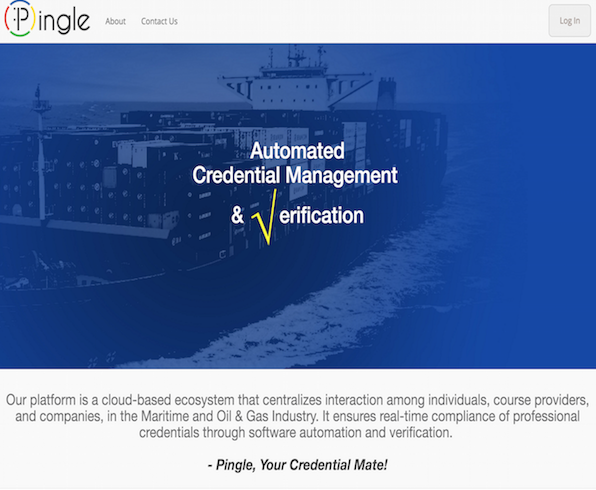 Pingle About Contact Us Log In
Automated
Credential Management
& √erification
Our platform is a cloud-based ecosystem that centralizes interaction among individuals, course providers,
and companies, in the Maritime and Oil & Gas Industry. It ensures real-time compliance of professional
credentials through software automation and verification.
- Pingle, Your Credential Mate!